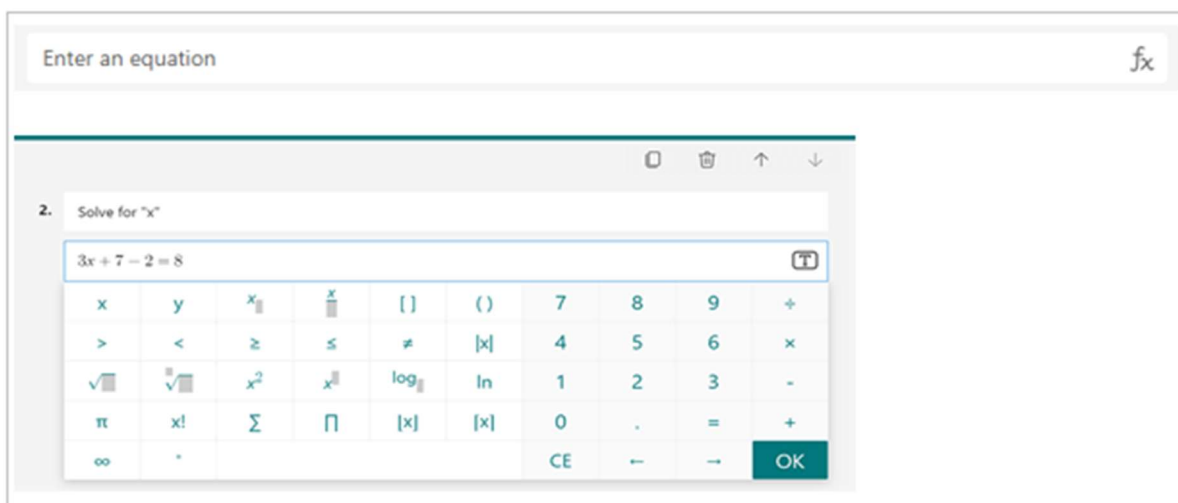 Enter an equation fx
2. Solve for "x"
3x + 7 − 2 = 8 T
x y x▯ x/▯ [ ] ( ) 7 8 9 ÷
> < ≥ ≤ ≠ |x| 4 5 6 ×
√▯ ▯√▯ x² x▯ log▯ ln 1 2 3 -
π x! Σ ∏ ⌊x⌋ ⌈x⌉ 0 . = +
∞ ° CE ← → OK